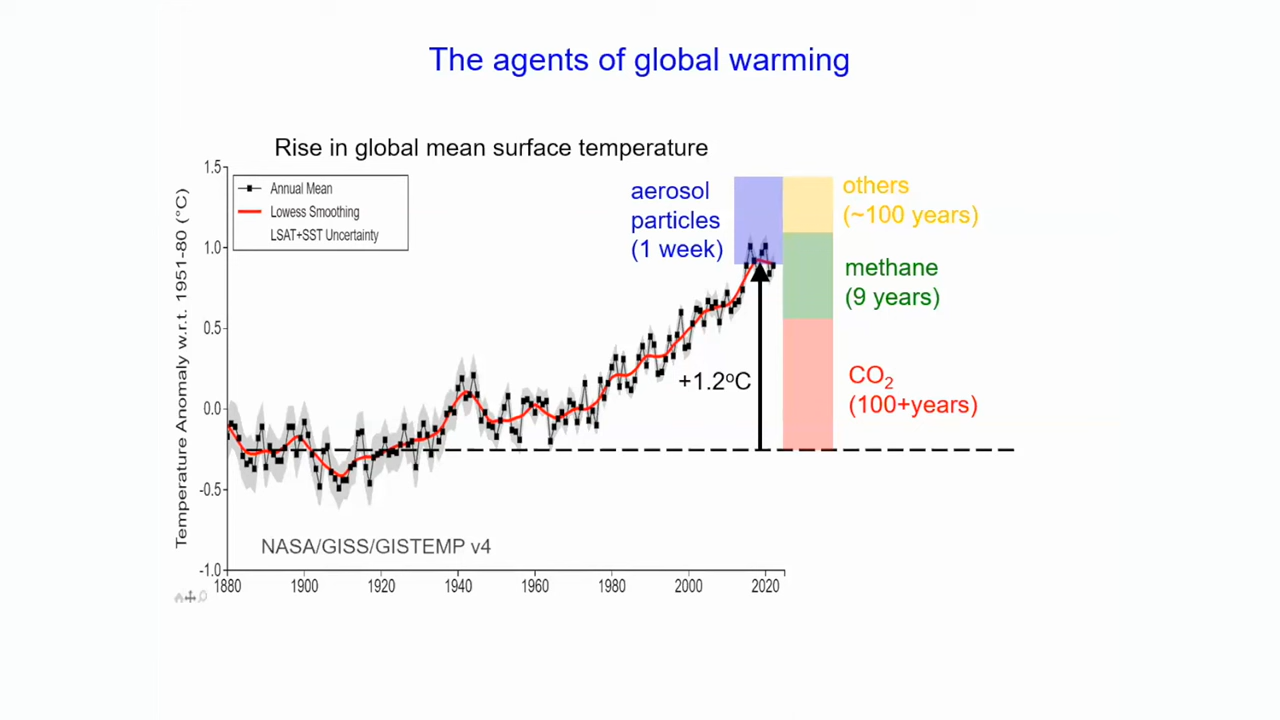 The agents of global warming
Rise in global mean surface temperature
Temperature Anomaly w.r.t. 1951-80 (°C)
1.5
1.0
0.5
0.0
-0.5
-1.0
Annual Mean
Lowess Smoothing
LSAT+SST Uncertainty
aerosol
particles
(1 week)
others
(~100 years)
methane
(9 years)
CO₂
(100+years)
+1.2°C
NASA/GISS/GISTEMP v4
1880 1900 1920 1940 1960 1980 2000 2020